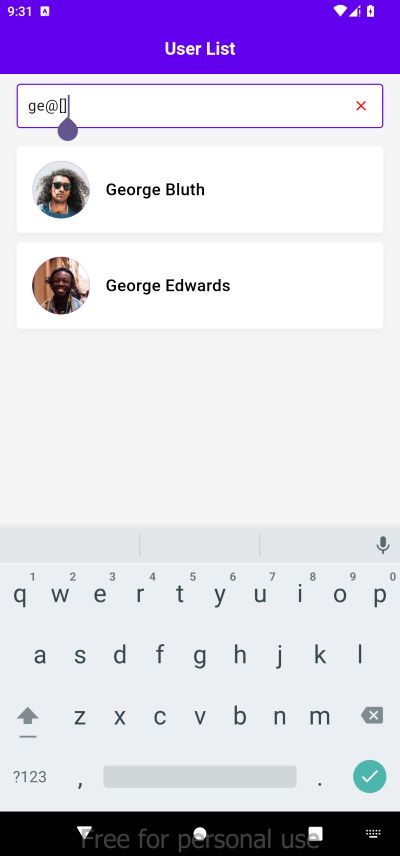 9:31 A
User List
ge@[]
George Bluth
George Edwards
1 2 3 4 5 6 7 8 9 0
q w e r t y u i o p
a s d f g h j k l
z x c v b n m
?123 , .
Free for personal use